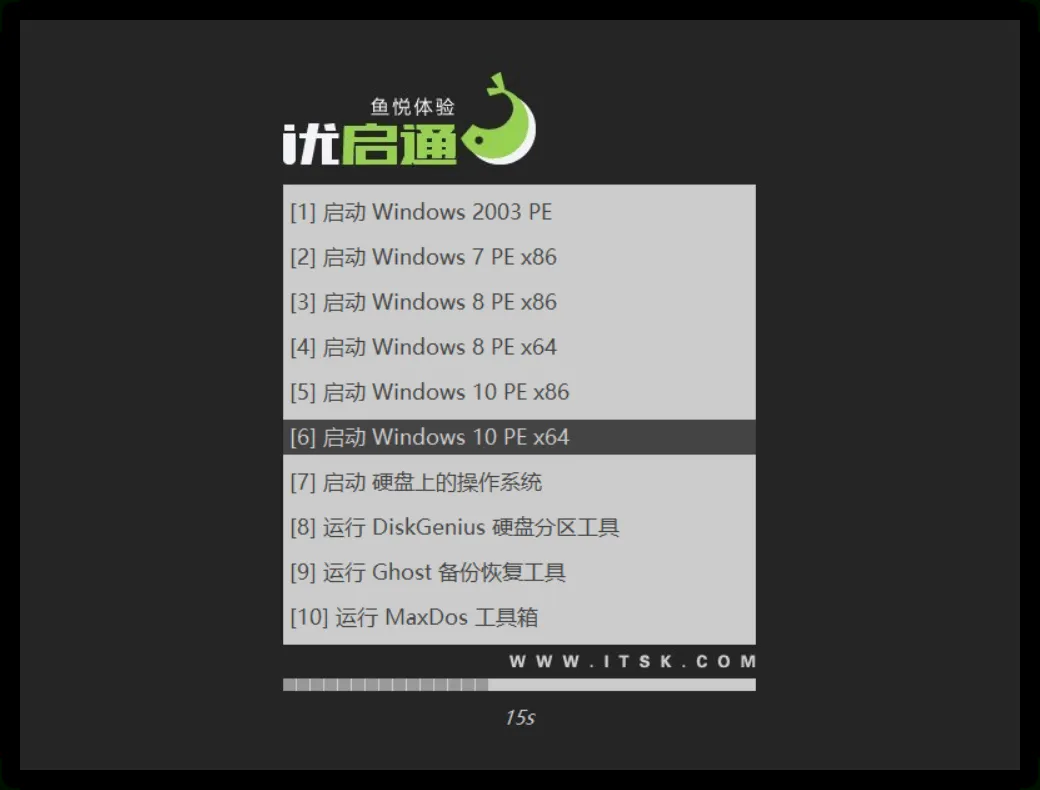 鱼悦体验
优启通
[1] 启动 Windows 2003 PE
[2] 启动 Windows 7 PE x86
[3] 启动 Windows 8 PE x86
[4] 启动 Windows 8 PE x64
[5] 启动 Windows 10 PE x86
[6] 启动 Windows 10 PE x64
[7] 启动 硬盘上的操作系统
[8] 运行 DiskGenius 硬盘分区工具
[9] 运行 Ghost 备份恢复工具
[10] 运行 MaxDos 工具箱
WWW.ITSK.COM
15s